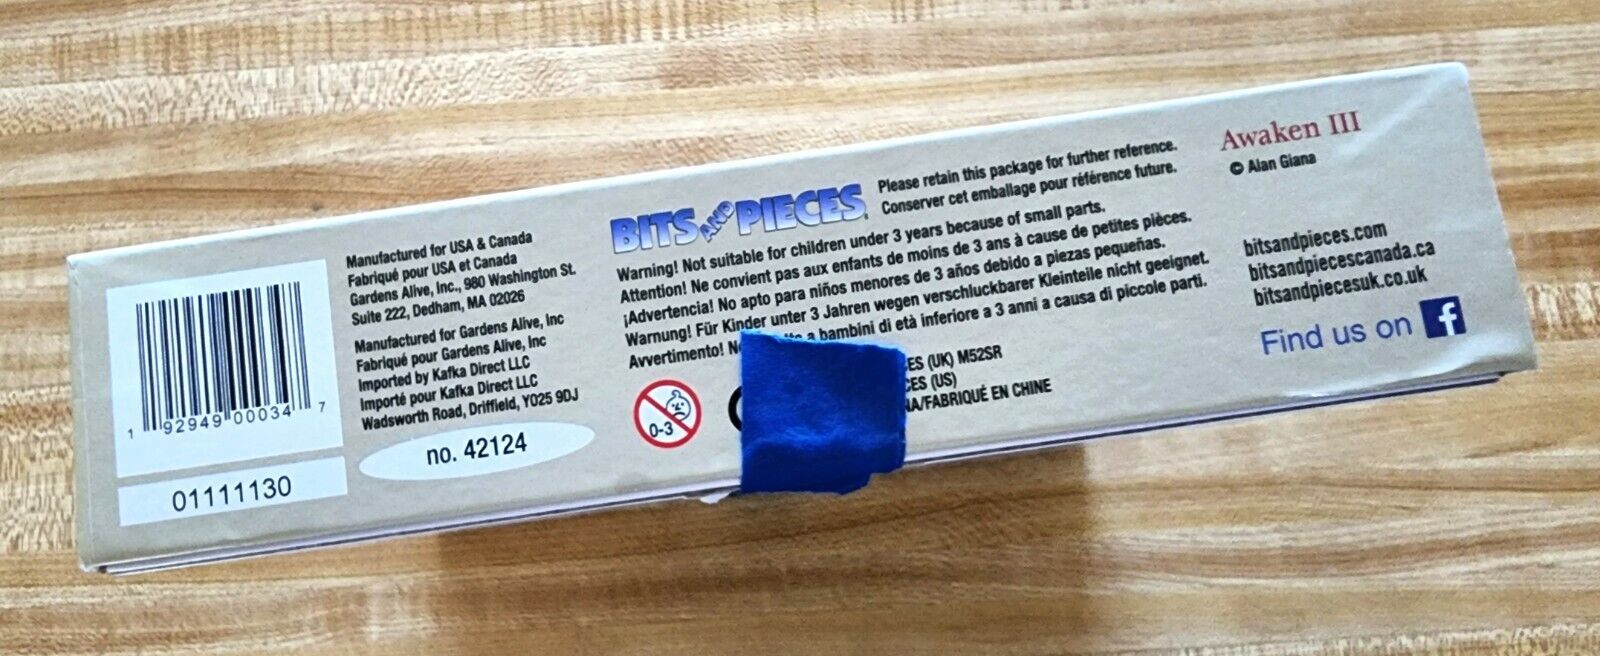 1 92949 00034 7
01111130
Manufactured for USA & Canada
Fabriqué pour USA et Canada
Gardens Alive, Inc., 980 Washington St.
Suite 222, Dedham, MA 02026
Manufactured for Gardens Alive, Inc
Fabriqué pour Gardens Alive, Inc
Imported by Kafka Direct LLC
Importé pour Kafka Direct LLC
Wadsworth Road, Driffield, YO25 9DJ
no. 42124
BITS AND PIECES
Please retain this package for further reference.
Conserver cet emballage pour référence future.
Warning! Not suitable for children under 3 years because of small parts.
Attention! Ne convient pas aux enfants de moins de 3 ans à cause de petites pièces.
¡Advertencia! No apto para niños menores de 3 años debido a piezas pequeñas.
Warnung! Für Kinder unter 3 Jahren wegen verschluckbarer Kleinteile nicht geeignet.
Avvertimento! a bambini di età inferiore a 3 anni a causa di piccole parti.
0-3
(UK) M52SR
(US)
/FABRIQUÉ EN CHINE
Awaken III
© Alan Giana
bitsandpieces.com
bitsandpiecescanada.ca
bitsandpiecesuk.co.uk
Find us on f